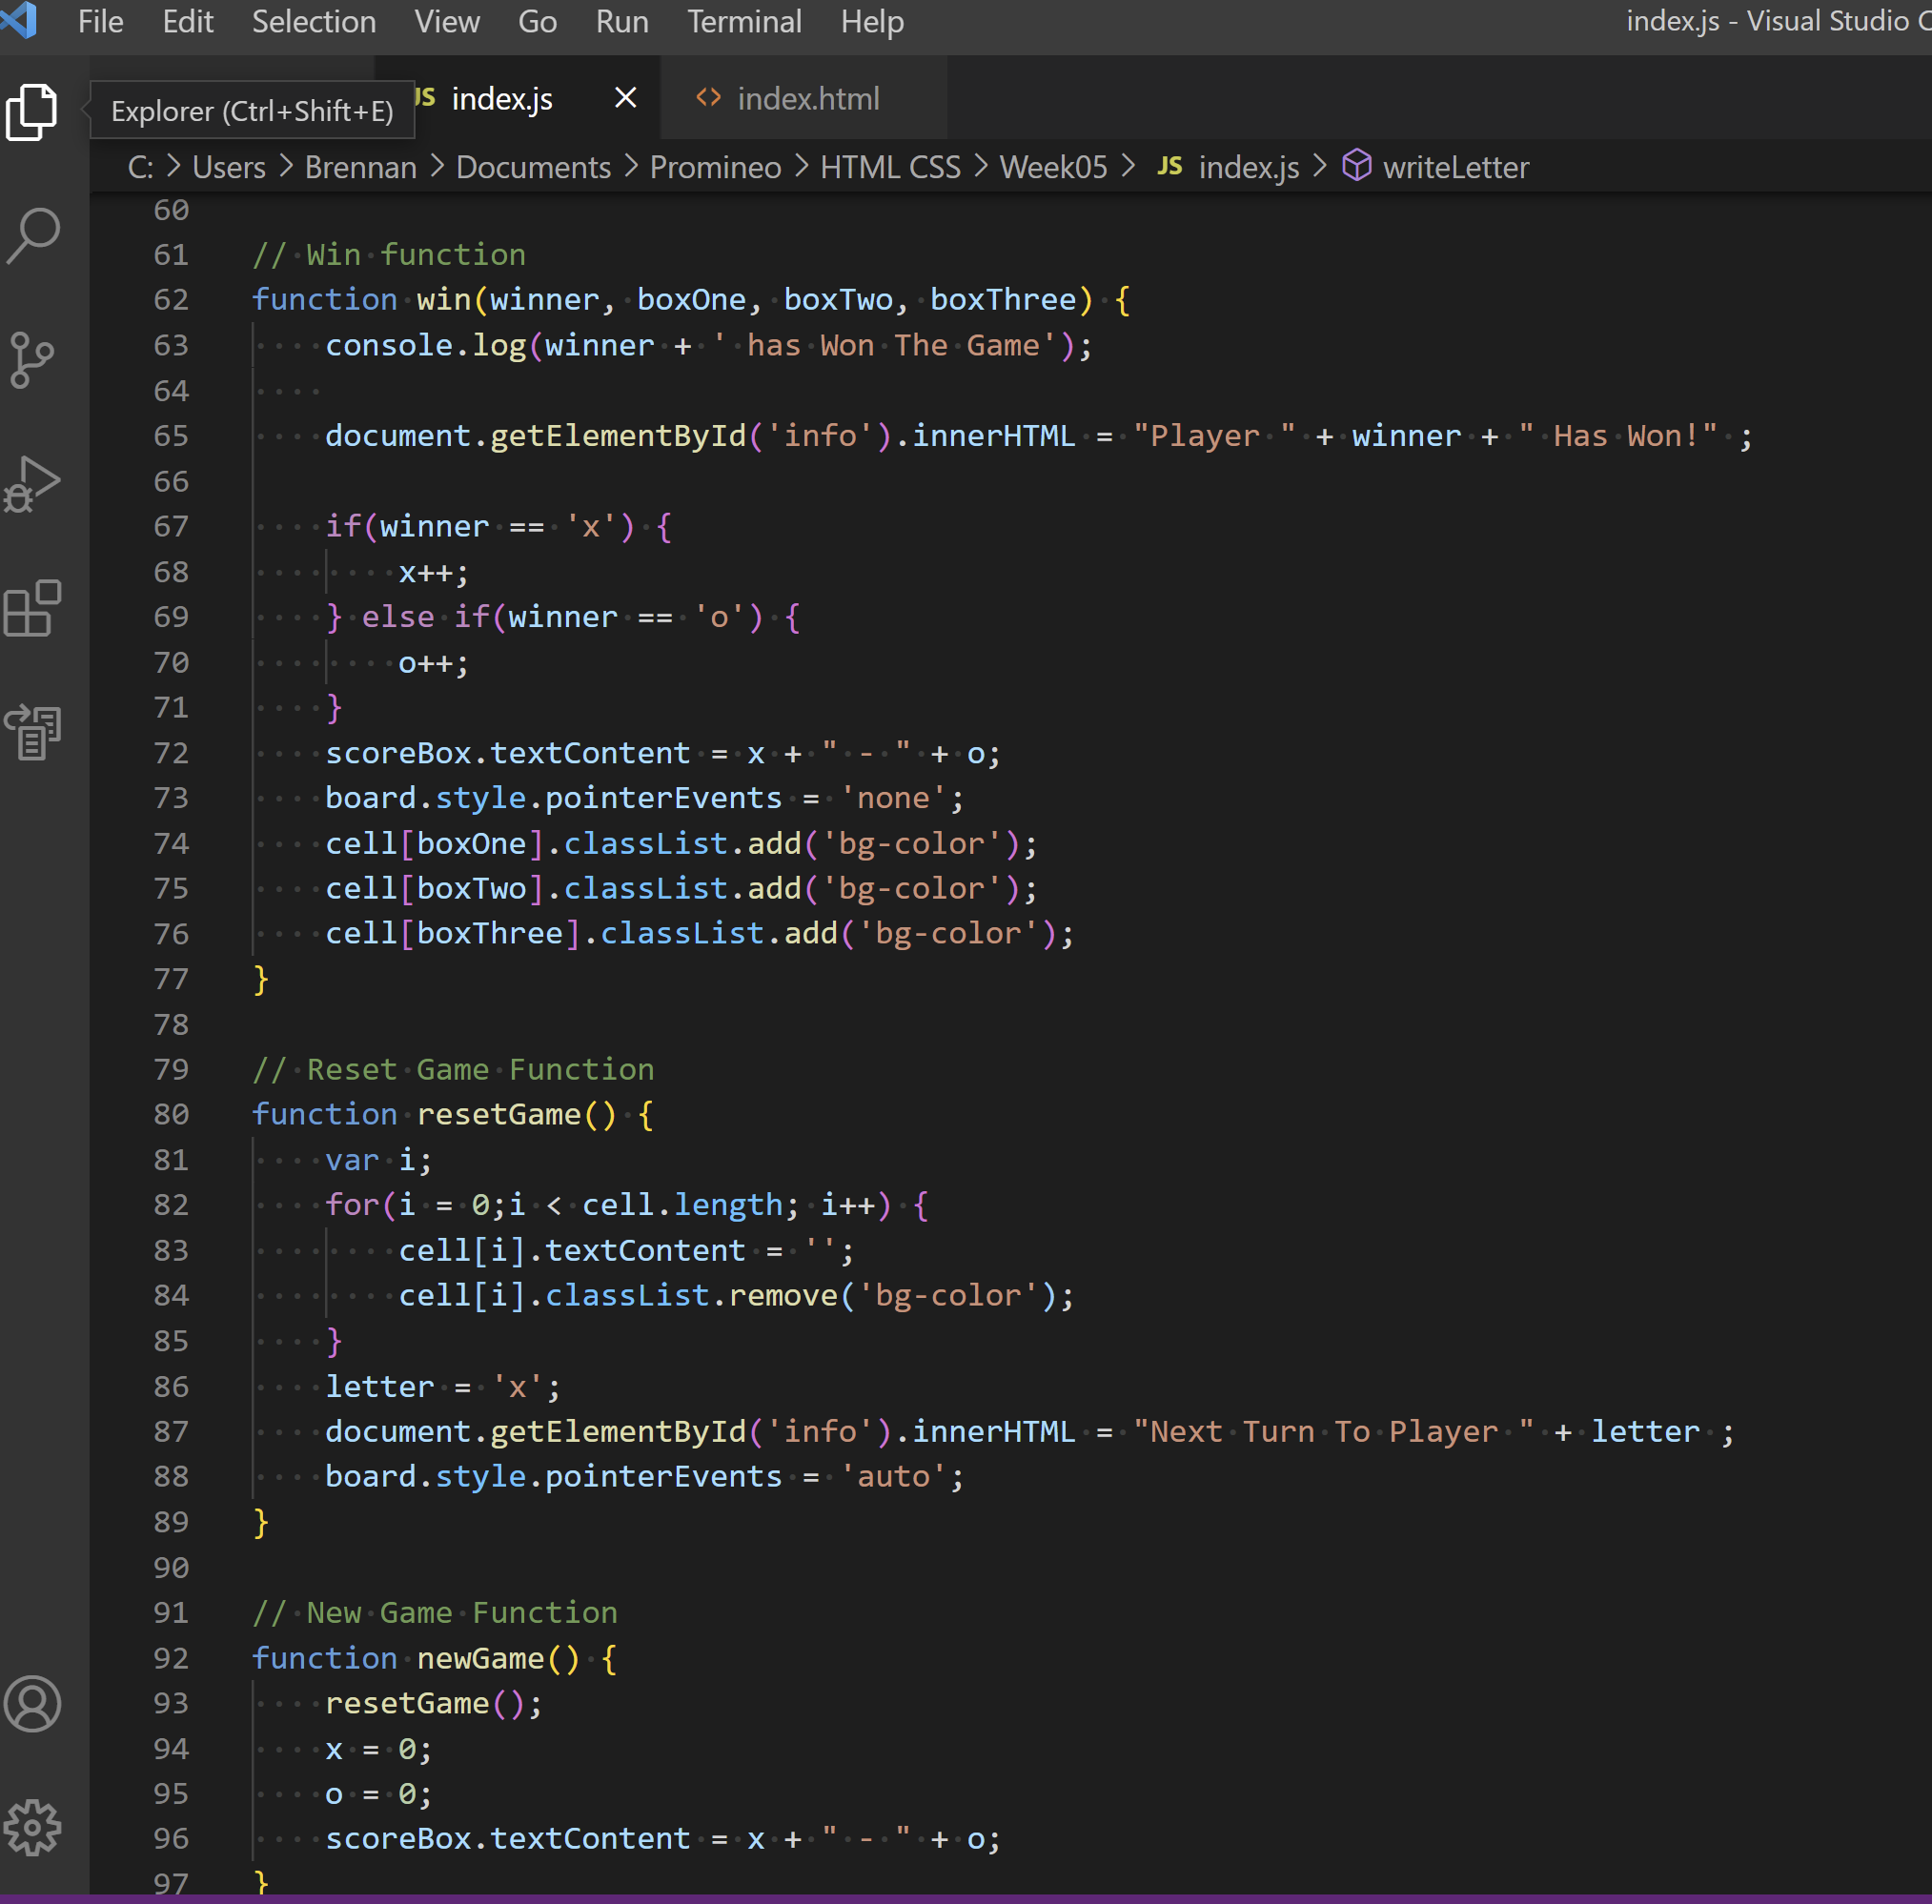 File Edit Selection View Go Run Terminal Help index.js - Visual Studio
Explorer (Ctrl+Shift+E) JS index.js <> index.html
C: > Users > Brennan > Documents > Promineo > HTML CSS > Week05 > JS index.js > writeLetter
60
61 // Win function
62 function win(winner, boxOne, boxTwo, boxThree) {
63     console.log(winner + ' has Won The Game');
64
65     document.getElementById('info').innerHTML = "Player " + winner + " Has Won!" ;
66
67     if(winner == 'x') {
68         x++;
69     } else if(winner == 'o') {
70         o++;
71     }
72     scoreBox.textContent = x + " - " + o;
73     board.style.pointerEvents = 'none';
74     cell[boxOne].classList.add('bg-color');
75     cell[boxTwo].classList.add('bg-color');
76     cell[boxThree].classList.add('bg-color');
77 }
78
79 // Reset Game Function
80 function resetGame() {
81     var i;
82     for(i = 0;i < cell.length; i++) {
83         cell[i].textContent = '';
84         cell[i].classList.remove('bg-color');
85     }
86     letter = 'x';
87     document.getElementById('info').innerHTML = "Next Turn To Player " + letter ;
88     board.style.pointerEvents = 'auto';
89 }
90
91 // New Game Function
92 function newGame() {
93     resetGame();
94     x = 0;
95     o = 0;
96     scoreBox.textContent = x + " - " + o;
97 }